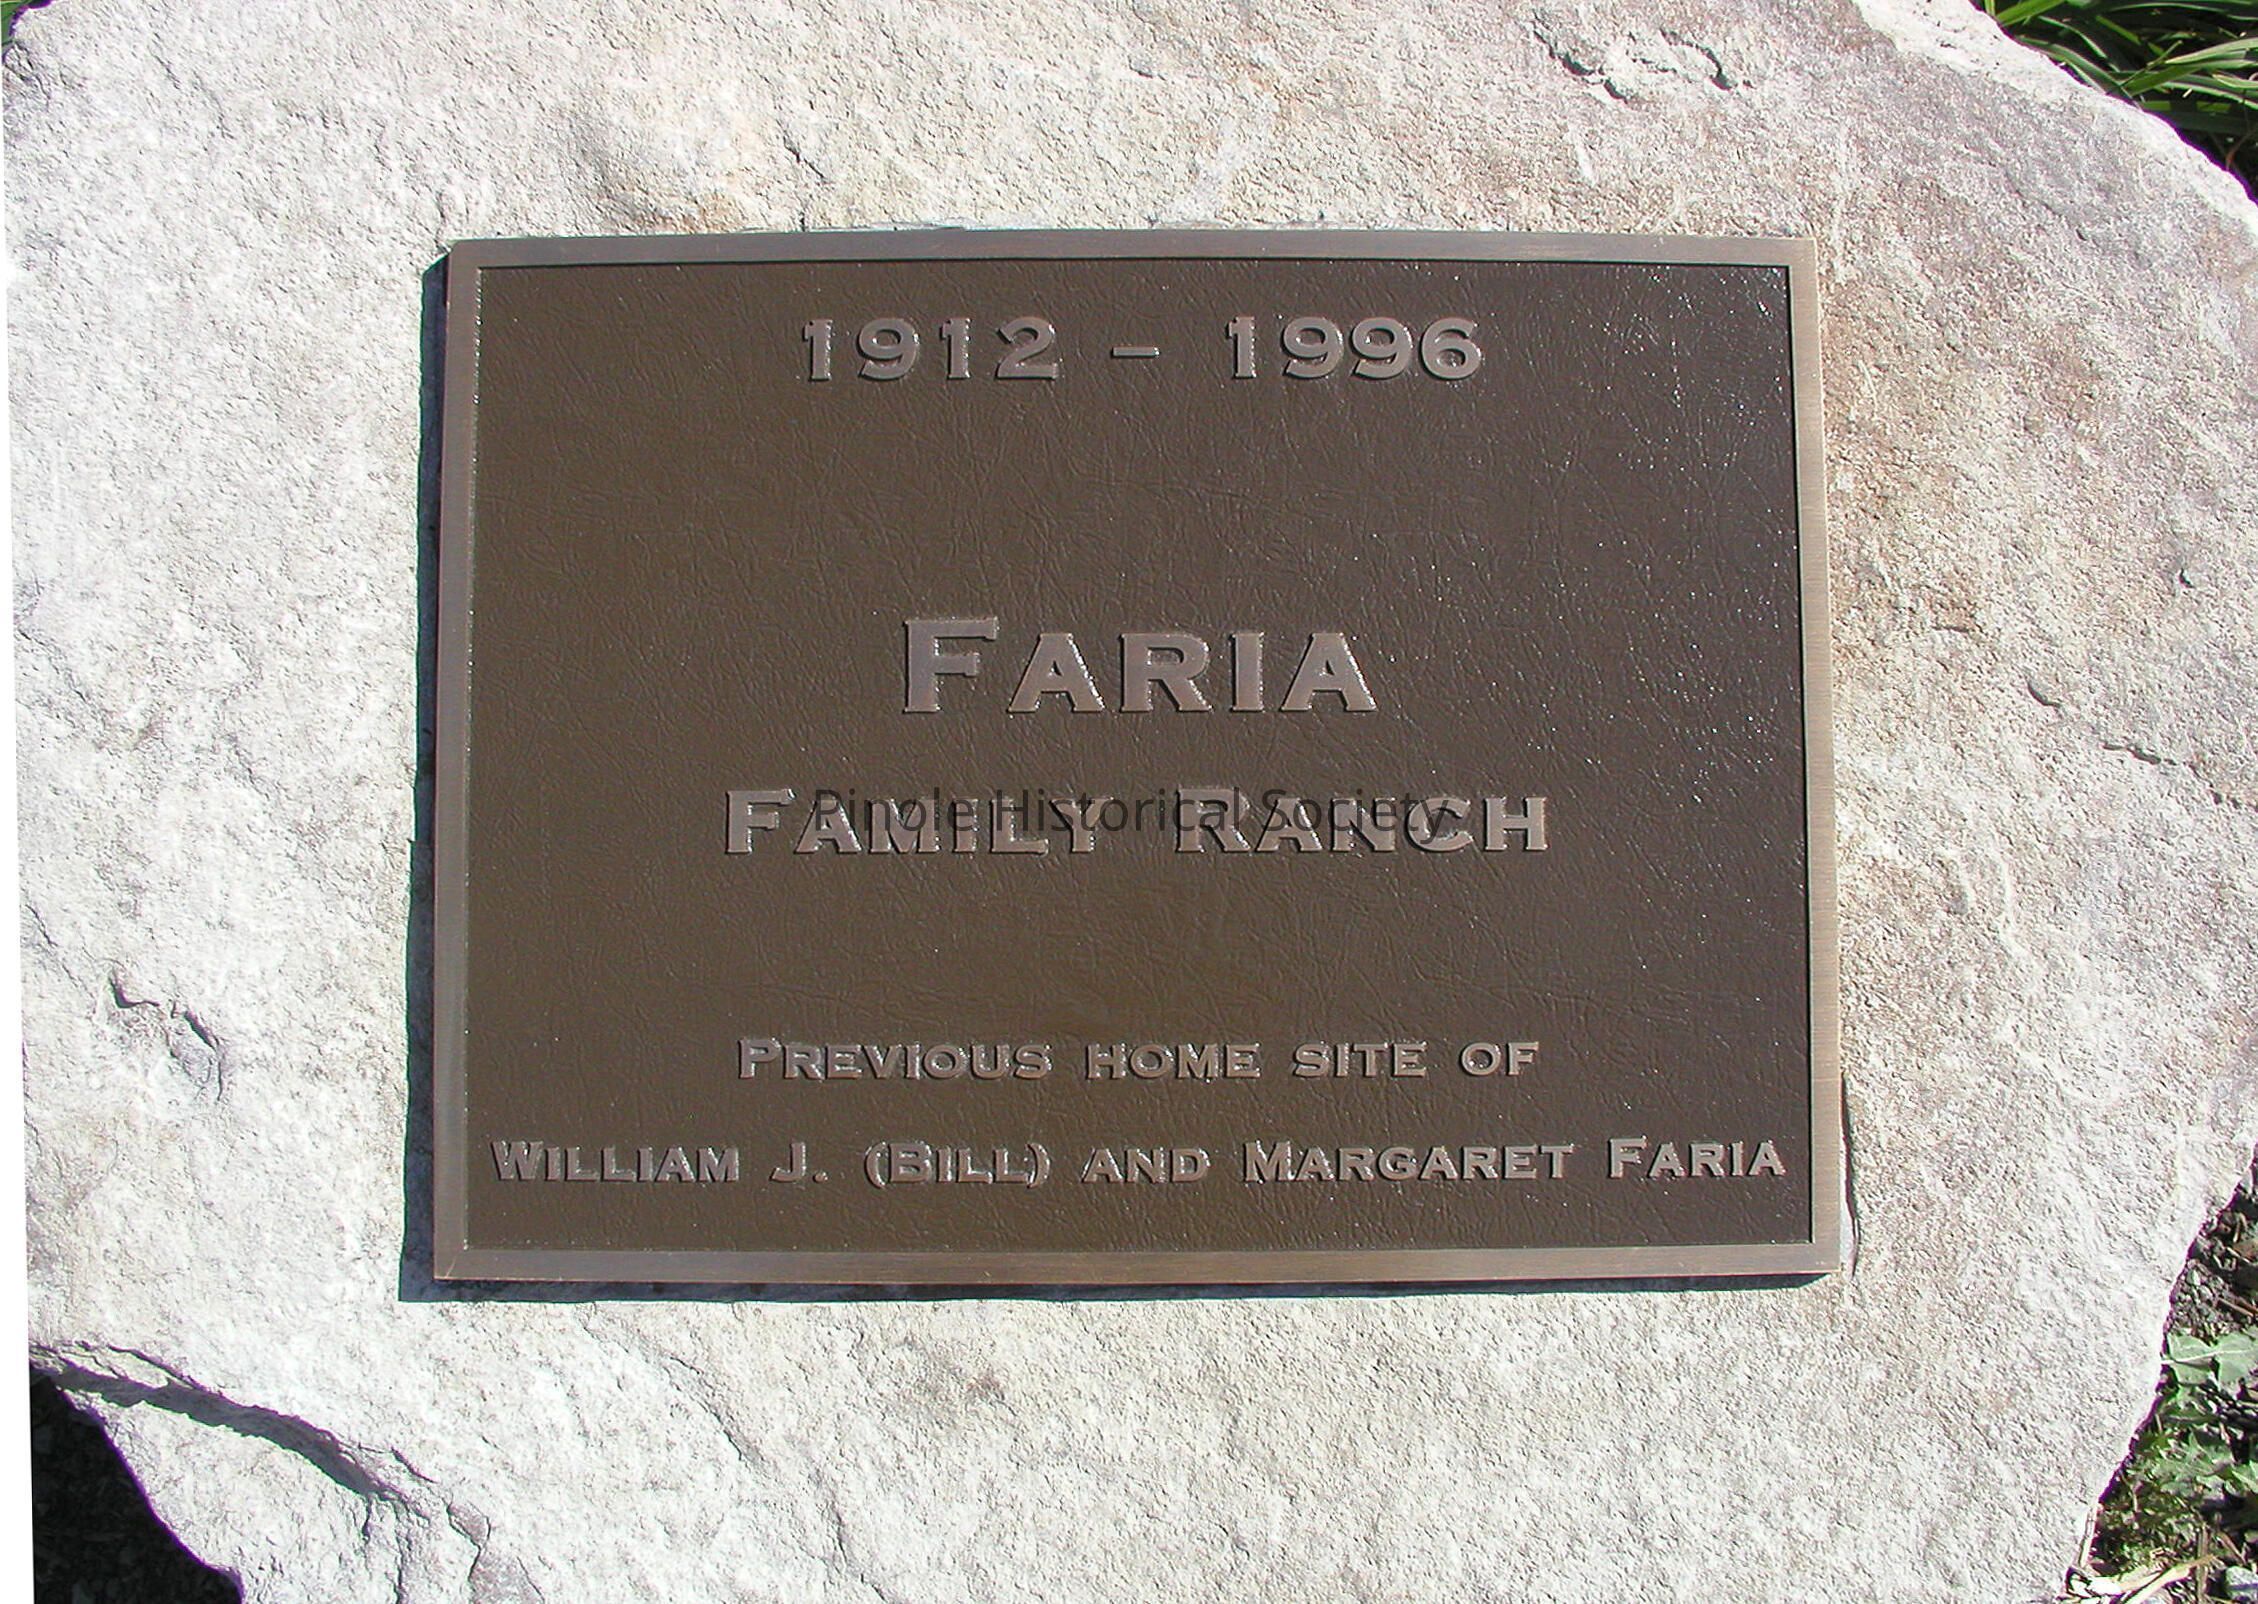 1912 – 1996
FARIA
FAMILY RANCH
Pinole Historical Society
PREVIOUS HOME SITE OF
WILLIAM J. (BILL) AND MARGARET FARIA